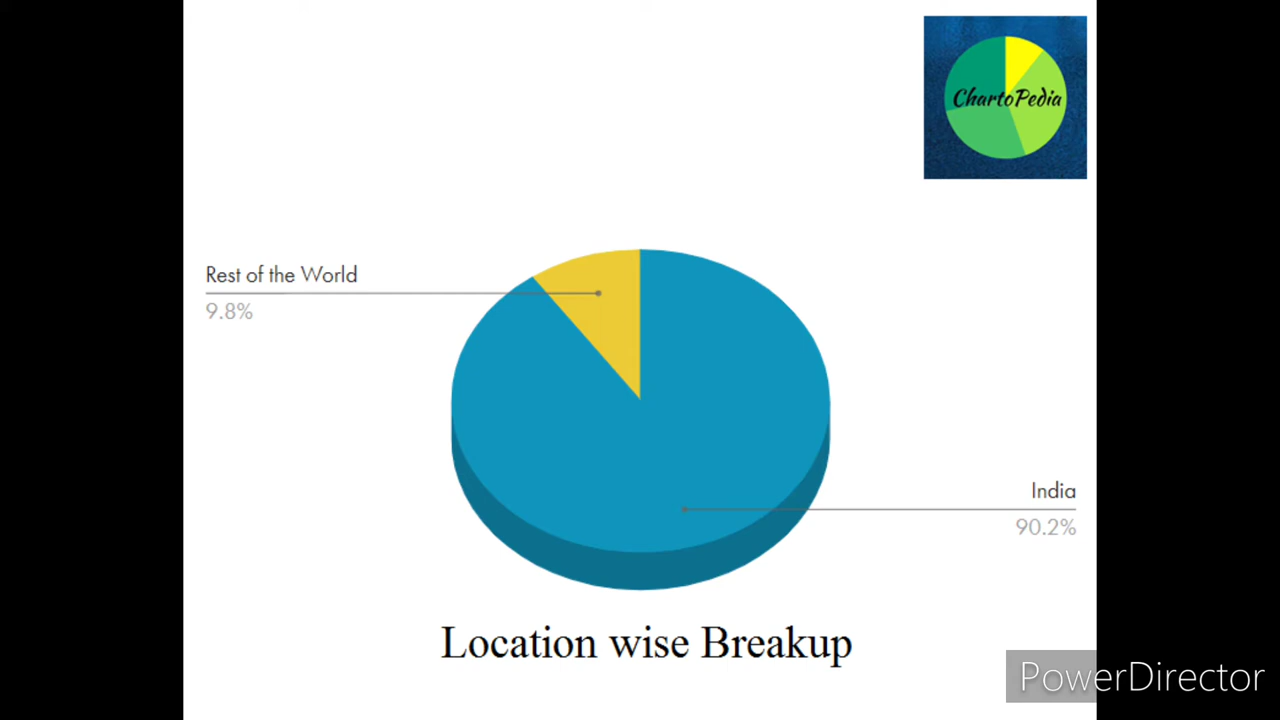 ChartoPedia
Rest of the World
9.8%
India
90.2%
Location wise Breakup
PowerDirector